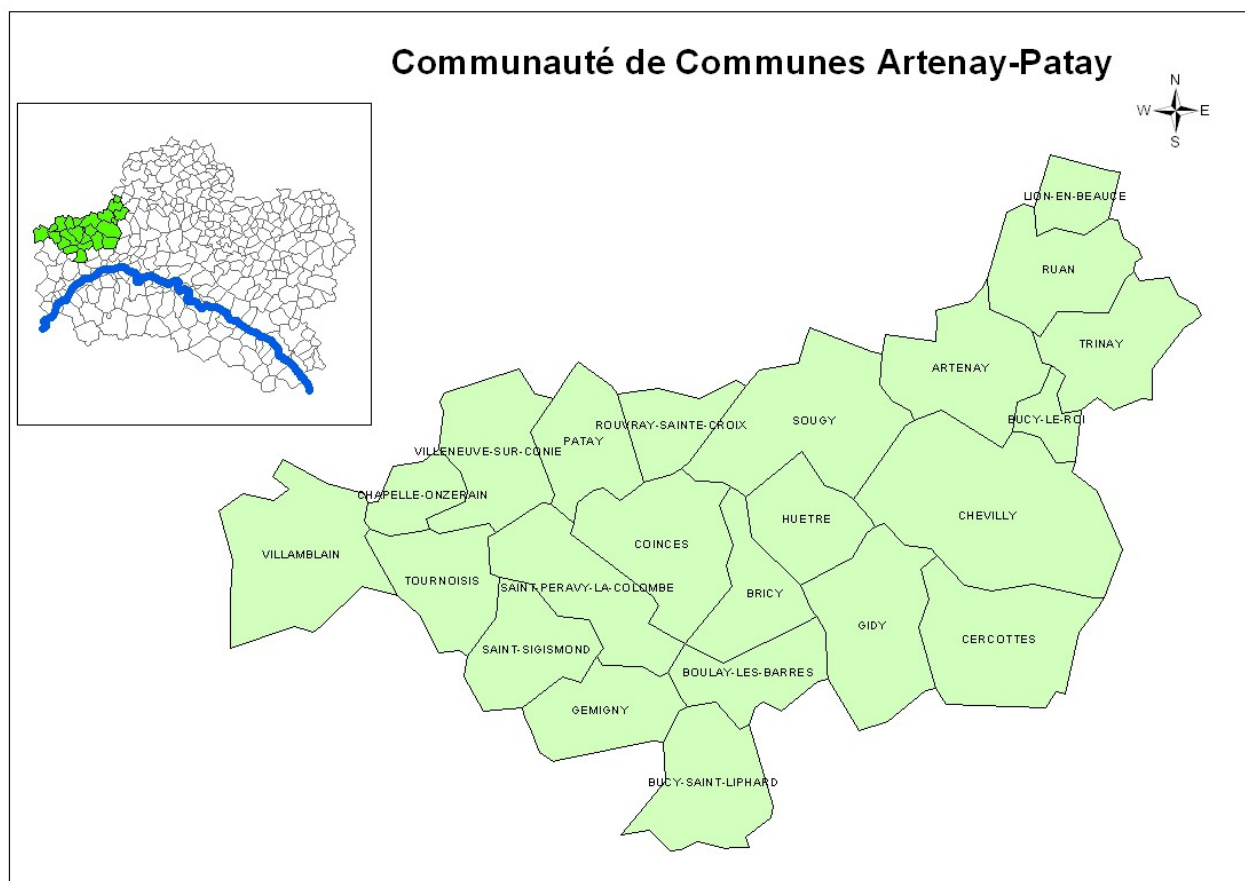 Communauté de Communes Artenay-Patay
N
W E
S
LION-EN-BEAUCE
RUAN
TRINAY
ARTENAY
BUCY-LE-ROI
SOUGY
ROUVRAY-SAINTE-CROIX
PATAY
VILLENEUVE-SUR-CONIE
CHAPELLE-ONZERAIN
CHEVILLY
HUETRE
COINCES
VILLAMBLAIN
TOURNOISIS
SAINT-PERAVY-LA-COLOMBE
BRICY
GIDY
CERCOTTES
SAINT-SIGISMOND
BOULAY-LES-BARRES
GEMIGNY
BUCY-SAINT-LIPHARD